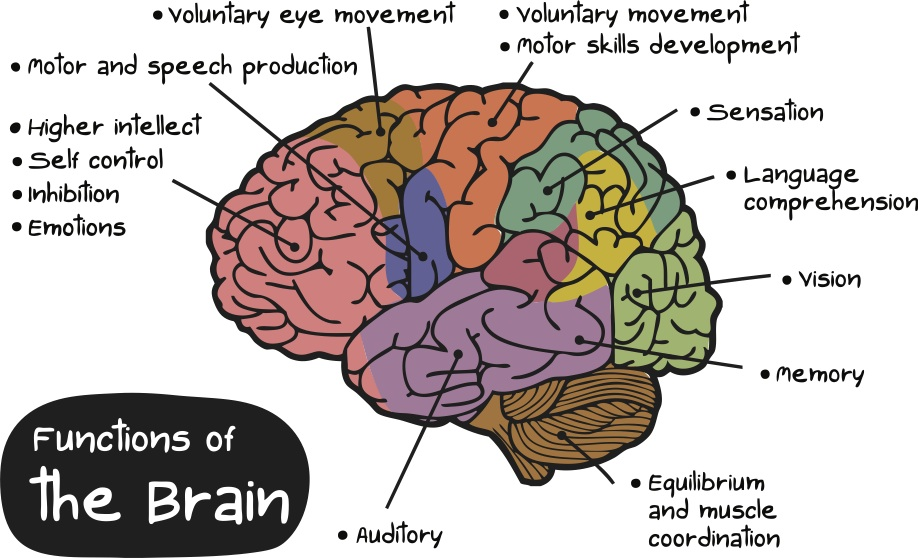 • Voluntary eye movement
• Voluntary movement
• Motor skills development
• Motor and speech production
• Higher intellect
• Self control
• Inhibition
• Emotions
• Sensation
• Language
comprehension
• Vision
• Memory
• Equilibrium
and muscle
coordination
• Auditory
Functions of
the Brain